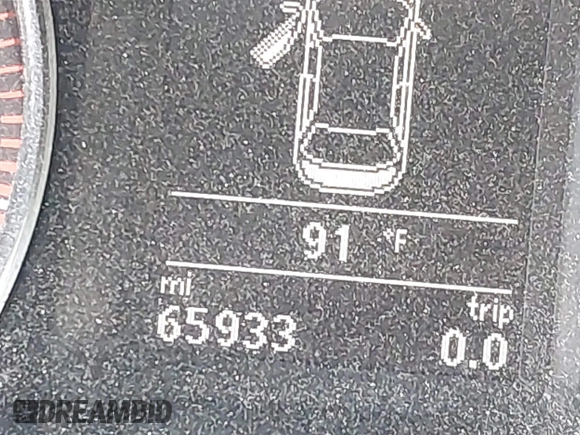 91 °F
mi trip
65933 0.0
DREAMBID